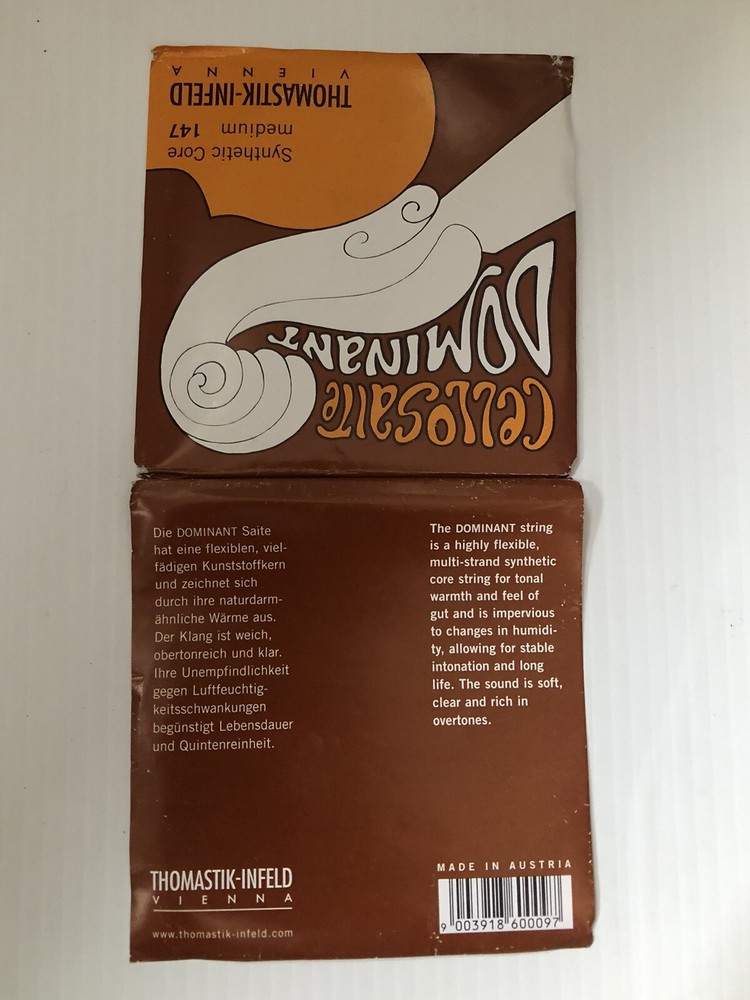 CELLOSAITE
DOMINANT
Synthetic Core
medium 147
THOMASTIK-INFELD
VIENNA
Die DOMINANT Saite
hat eine flexiblen, viel-
fädigen Kunststoffkern
und zeichnet sich
durch ihre naturdarm-
ähnliche Wärme aus.
Der Klang ist weich,
obertonreich und klar.
Ihre Unempfindlichkeit
gegen Luftfeuchtig-
keitsschwankungen
begünstigt Lebensdauer
und Quintenreinheit.
The DOMINANT string
is a highly flexible,
multi-strand synthetic
core string for tonal
warmth and feel of
gut and is impervious
to changes in humidi-
ty, allowing for stable
intonation and long
life. The sound is soft,
clear and rich in
overtones.
THOMASTIK-INFELD
VIENNA
www.thomastik-infeld.com
MADE IN AUSTRIA
9 003918 600097